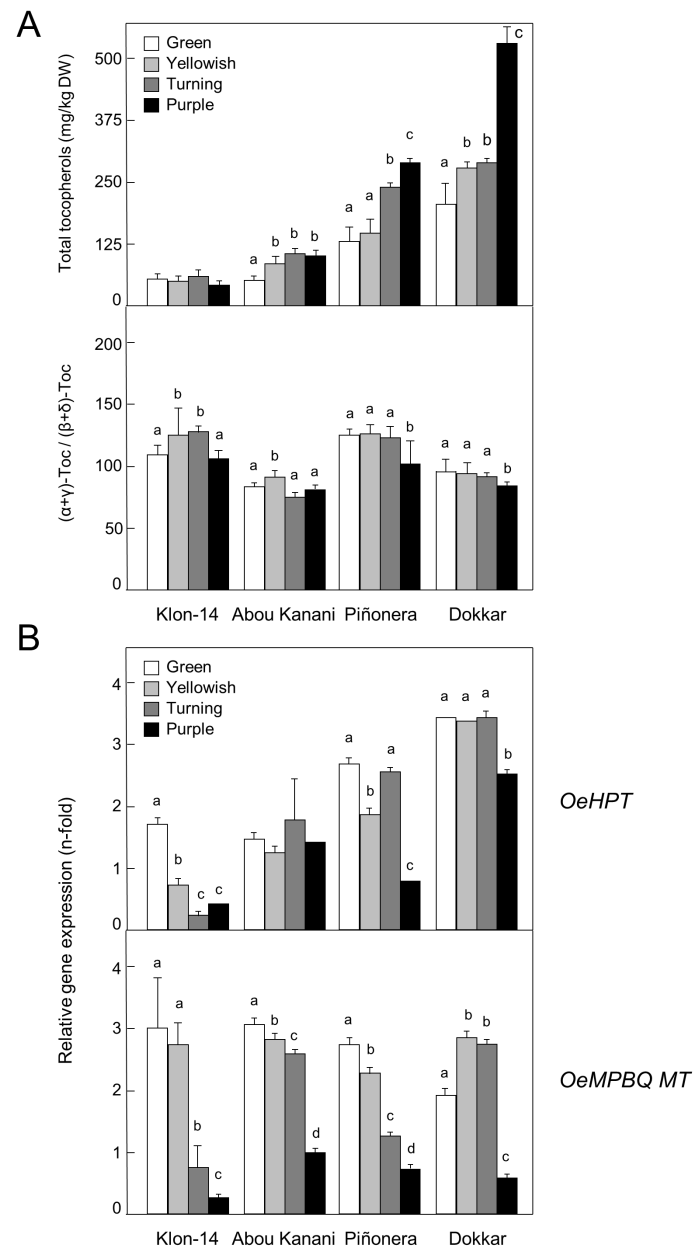 A
Green
Yellowish
Turning
Purple
Total tocopherols (mg/kg DW)
500
375
250
125
0
a b b b
a a b c
a b b c
(α+γ)-Toc / (β+δ)-Toc
200
150
100
50
0
a b b a
a b a a
a a a b
a a a b
Klon-14 Abou Kanani Piñonera Dokkar
B
Green
Yellowish
Turning
Purple
Relative gene expression (n-fold)
4
3
2
1
0
a b c c
a b a c
a a a b
OeHPT
4
3
2
1
0
a a b c
a b c d
a b c d
a b b c
OeMPBQ MT
Klon-14 Abou Kanani Piñonera Dokkar